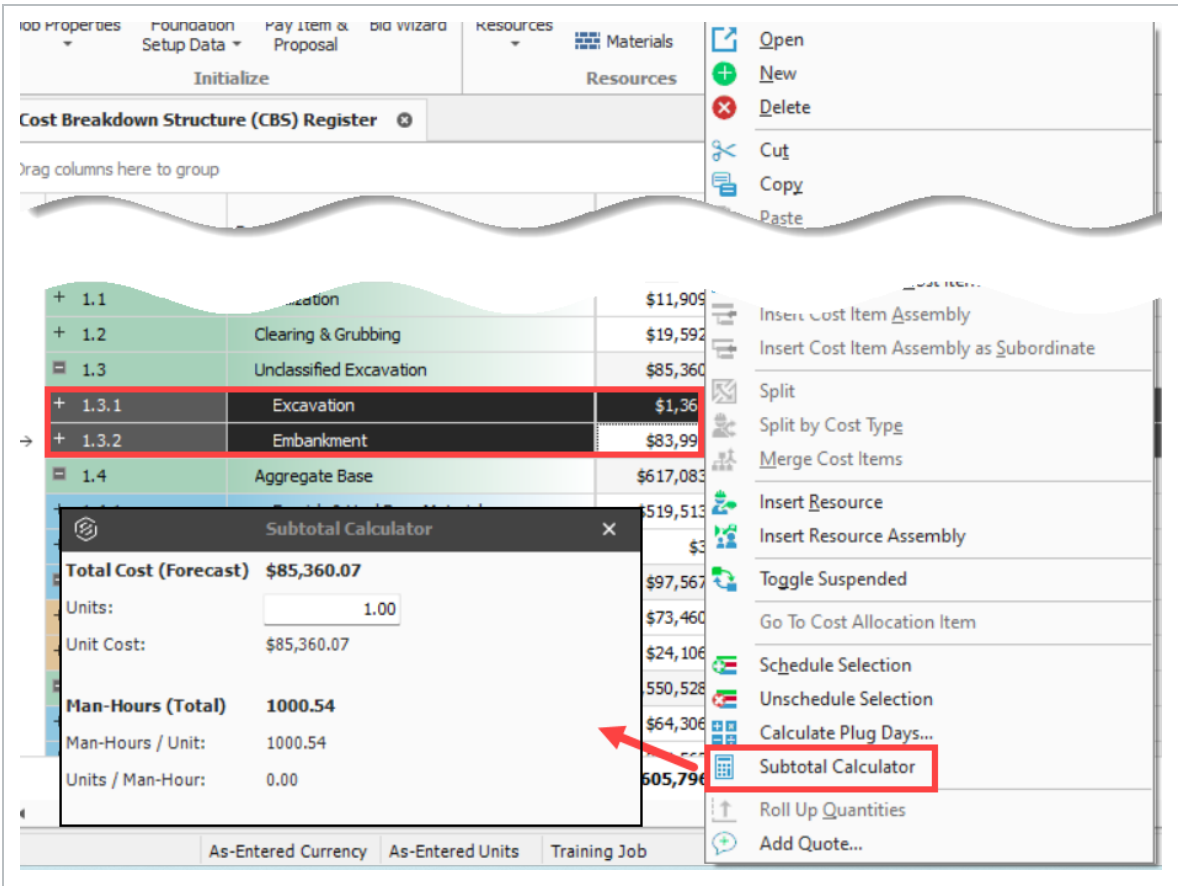 Job Properties Foundation Pay Item & Bid Wizard Resources
Setup Data Proposal Materials
Initialize Resources
Cost Breakdown Structure (CBS) Register
Drag columns here to group
+ 1.1 $11,909
+ 1.2 Clearing & Grubbing $19,592
1.3 Unclassified Excavation $85,360
+ 1.3.1 Excavation $1,36
+ 1.3.2 Embankment $83,99
1.4 Aggregate Base $617,083
$519,513
$3
$97,567
$73,460
$24,106
550,528
$64,306
605,796
Subtotal Calculator
Total Cost (Forecast) $85,360.07
Units: 1.00
Unit Cost: $85,360.07
Man-Hours (Total) 1000.54
Man-Hours / Unit: 1000.54
Units / Man-Hour: 0.00
As-Entered Currency As-Entered Units Training Job
Open
New
Delete
Cut
Copy
Paste
Insert Cost Item Assembly
Insert Cost Item Assembly as Subordinate
Split
Split by Cost Type
Merge Cost Items
Insert Resource
Insert Resource Assembly
Toggle Suspended
Go To Cost Allocation Item
Schedule Selection
Unschedule Selection
Calculate Plug Days...
Subtotal Calculator
Roll Up Quantities
Add Quote...